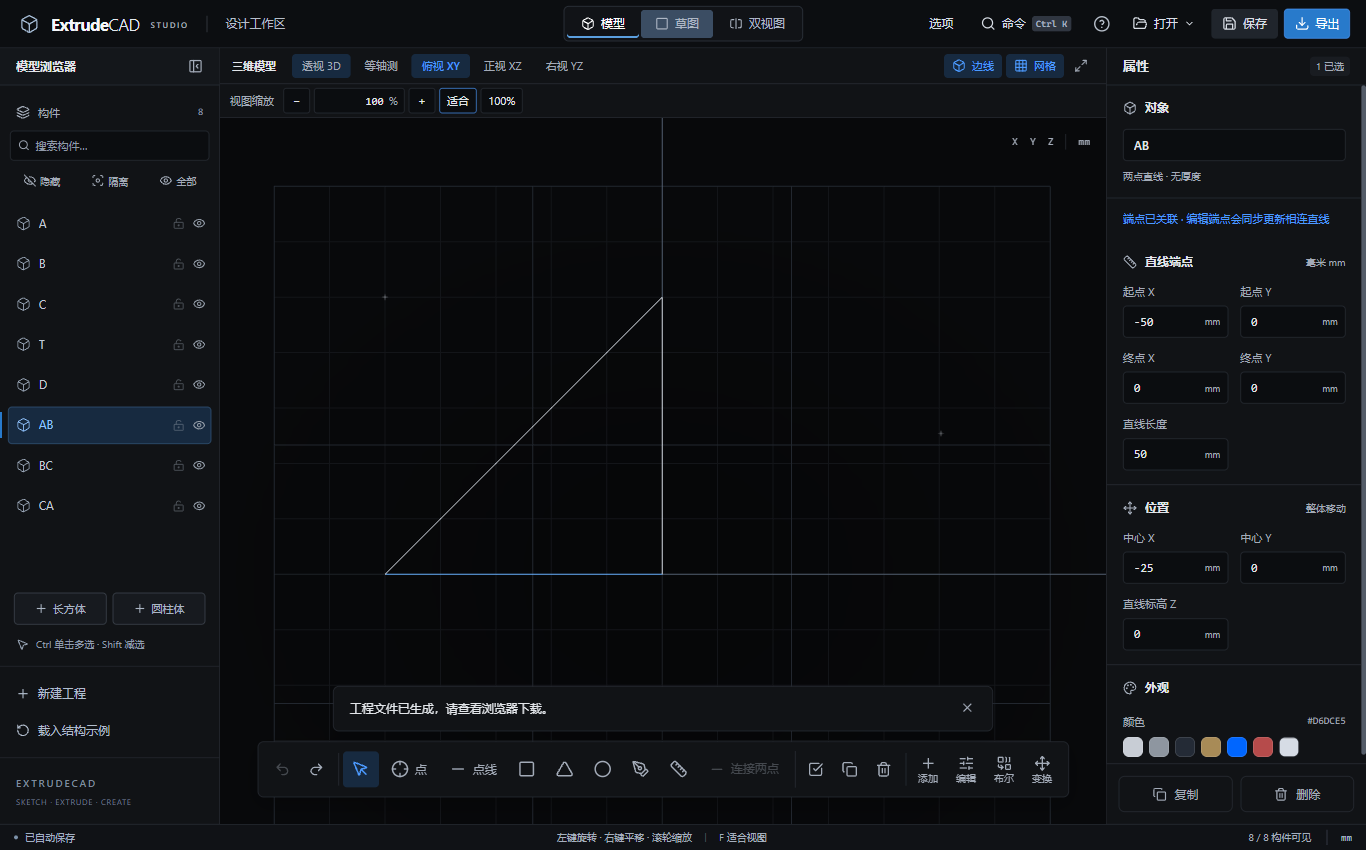 ExtrudeCAD STUDIO 设计工作区 模型 草图 双视图 选项 命令 Ctrl K 打开 保存 导出
模型浏览器
构件 8
搜索构件...
隐藏 隔离 全部
A
B
C
T
D
AB
BC
CA
+ 长方体 + 圆柱体
Ctrl 单击多选 · Shift 减选
+ 新建工程
载入结构示例
EXTRUDECAD
SKETCH · EXTRUDE · CREATE
三维模型 透视 3D 等轴测 俯视 XY 正视 XZ 右视 YZ 边线 网格
视图缩放 − 100 % + 适合 100%
X Y Z mm
工程文件已生成，请查看浏览器下载。
点 点线 连接两点 添加 编辑 布尔 变换
属性 1 已选
对象
AB
两点直线 · 无厚度
端点已关联 · 编辑端点会同步更新相连直线
直线端点 毫米 mm
起点 X 起点 Y
-50 mm 0 mm
终点 X 终点 Y
0 mm 0 mm
直线长度
50 mm
位置 整体移动
中心 X 中心 Y
-25 mm 0 mm
直线标高 Z
0 mm
外观
颜色 #D6DCE5
复制 删除
已自动保存 左键旋转 · 右键平移 · 滚轮缩放 F 适合视图 8 / 8 构件可见 mm